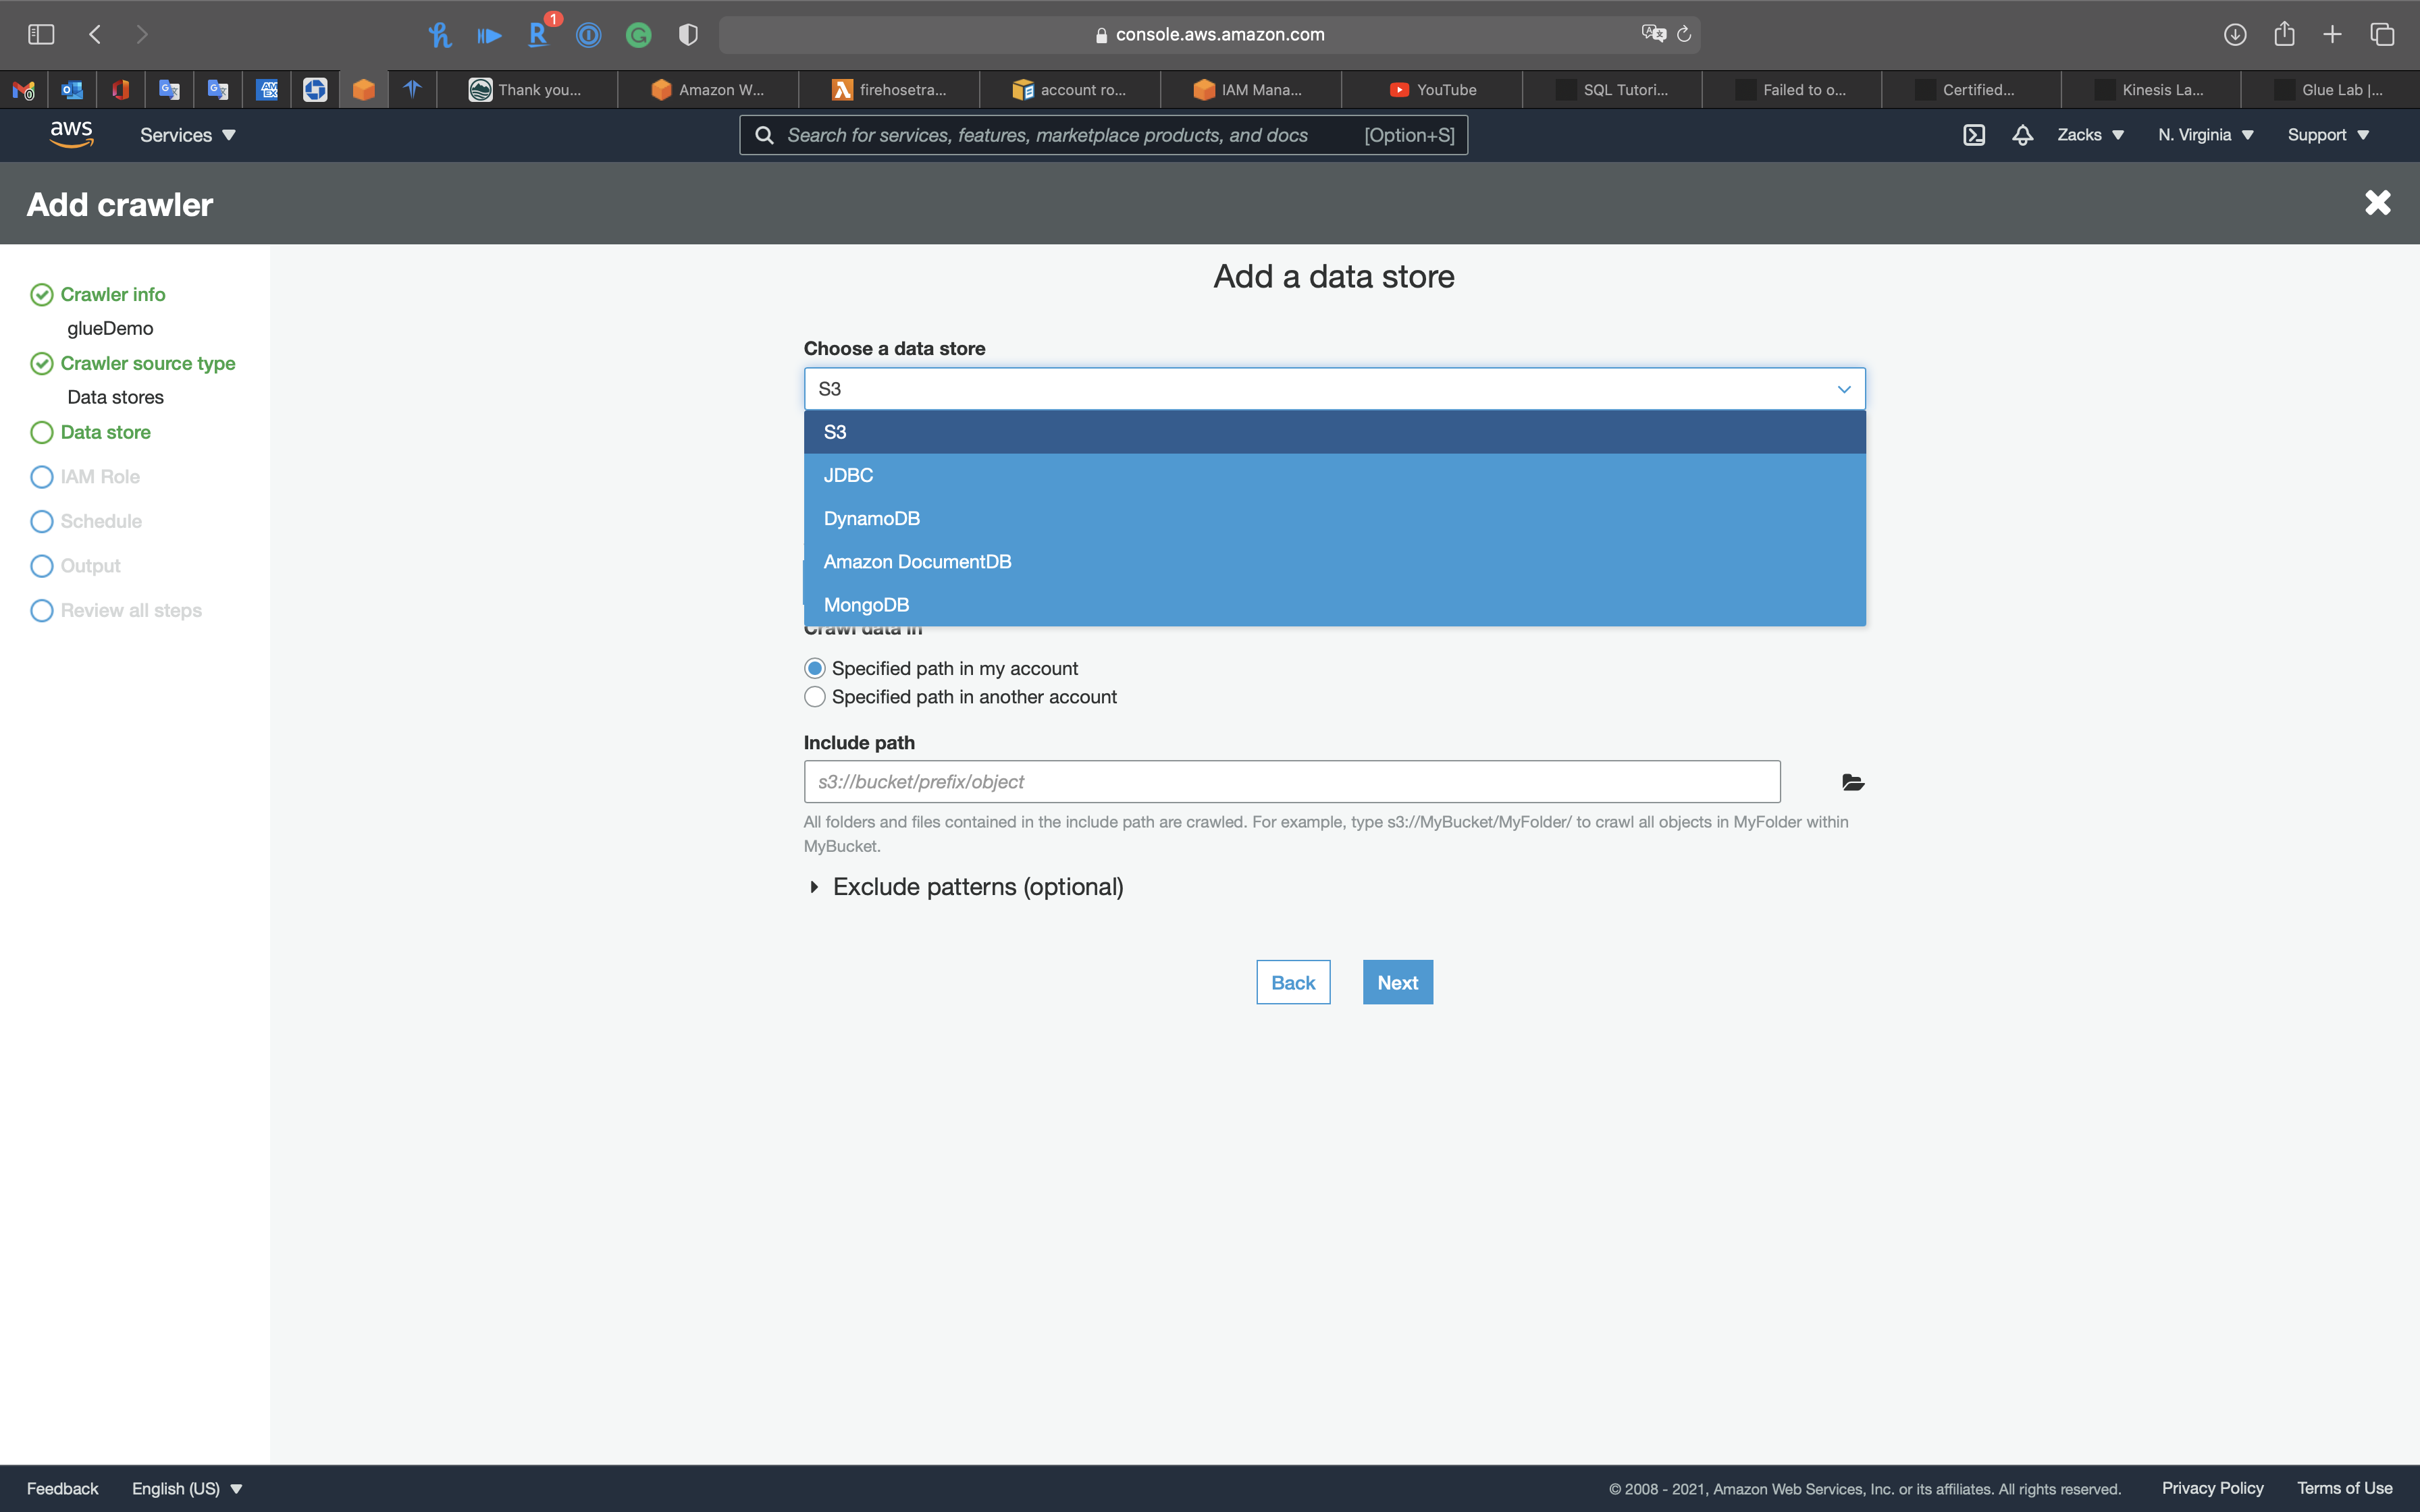 1
console.aws.amazon.com
Thank you...
Amazon W...
firehosetra...
account ro...
IAM Mana...
YouTube
SQL Tutori...
Failed to o...
Certified...
Kinesis La...
Glue Lab |...
aws
Services
Search for services, features, marketplace products, and docs [Option+S]
Zacks
N. Virginia
Support
Add crawler
Crawler info
glueDemo
Crawler source type
Data stores
Data store
IAM Role
Schedule
Output
Review all steps
Add a data store
Choose a data store
S3
S3
JDBC
DynamoDB
Amazon DocumentDB
MongoDB
Crawl data in
Specified path in my account
Specified path in another account
Include path
s3://bucket/prefix/object
All folders and files contained in the include path are crawled. For example, type s3://MyBucket/MyFolder/ to crawl all objects in MyFolder within
MyBucket.
Exclude patterns (optional)
Back
Next
Feedback
English (US)
© 2008 - 2021, Amazon Web Services, Inc. or its affiliates. All rights reserved.
Privacy Policy
Terms of Use